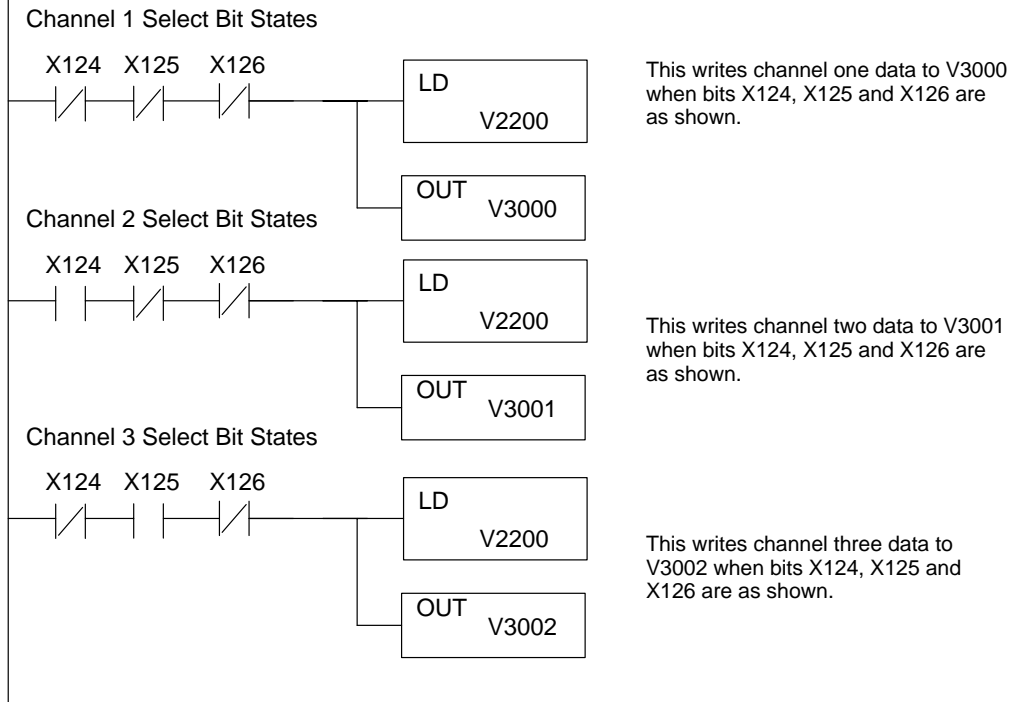 Channel 1 Select Bit States
X124 X125 X126
LD
V2200
OUT
V3000
This writes channel one data to V3000
when bits X124, X125 and X126 are
as shown.
Channel 2 Select Bit States
X124 X125 X126
LD
V2200
OUT
V3001
This writes channel two data to V3001
when bits X124, X125 and X126 are
as shown.
Channel 3 Select Bit States
X124 X125 X126
LD
V2200
OUT
V3002
This writes channel three data to
V3002 when bits X124, X125 and
X126 are as shown.